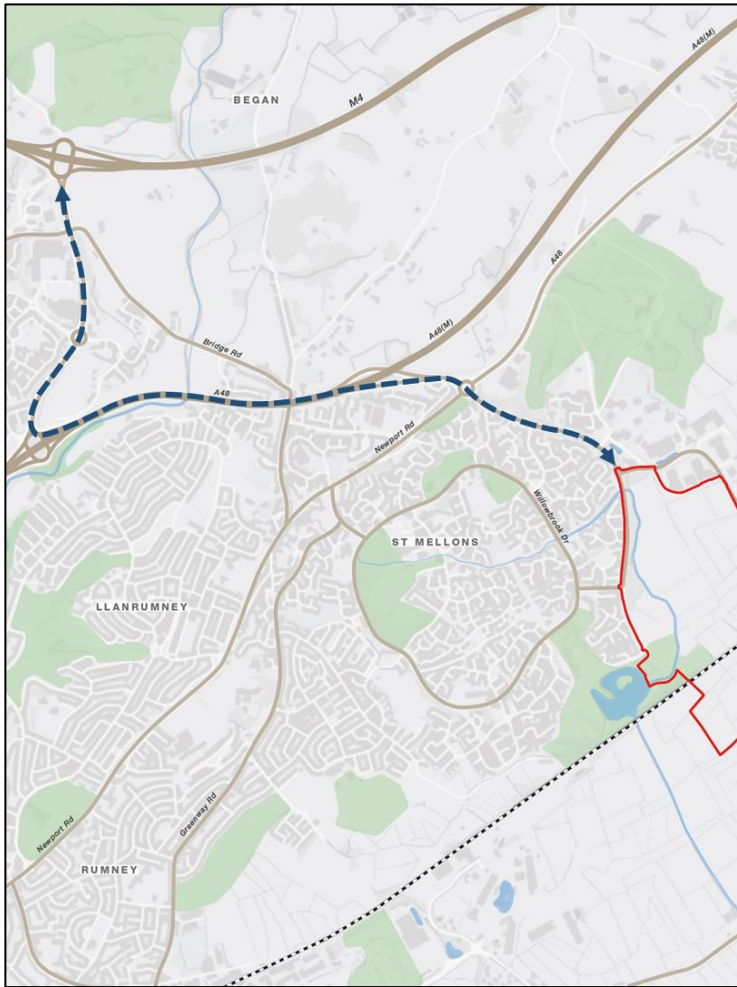 A48(M)
BEGAN
M4
A48
A48(M)
Bridge Rd
A48
Newport Rd
Willowbrook Dr
ST MELLONS
LLANRUMNEY
Greenway Rd
Newport Rd
RUMNEY